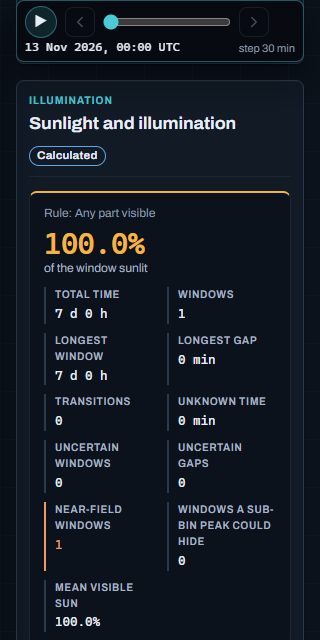 13 Nov 2026, 00:00 UTC
step 30 min
ILLUMINATION
Sunlight and illumination
Calculated
Rule: Any part visible
100.0%
of the window sunlit
TOTAL TIME
7 d 0 h
WINDOWS
1
LONGEST
WINDOW
7 d 0 h
LONGEST GAP
0 min
TRANSITIONS
0
UNKNOWN TIME
0 min
UNCERTAIN
WINDOWS
0
UNCERTAIN
GAPS
0
NEAR-FIELD
WINDOWS
1
WINDOWS A SUB-
BIN PEAK COULD
HIDE
0
MEAN VISIBLE
SUN
100.0%